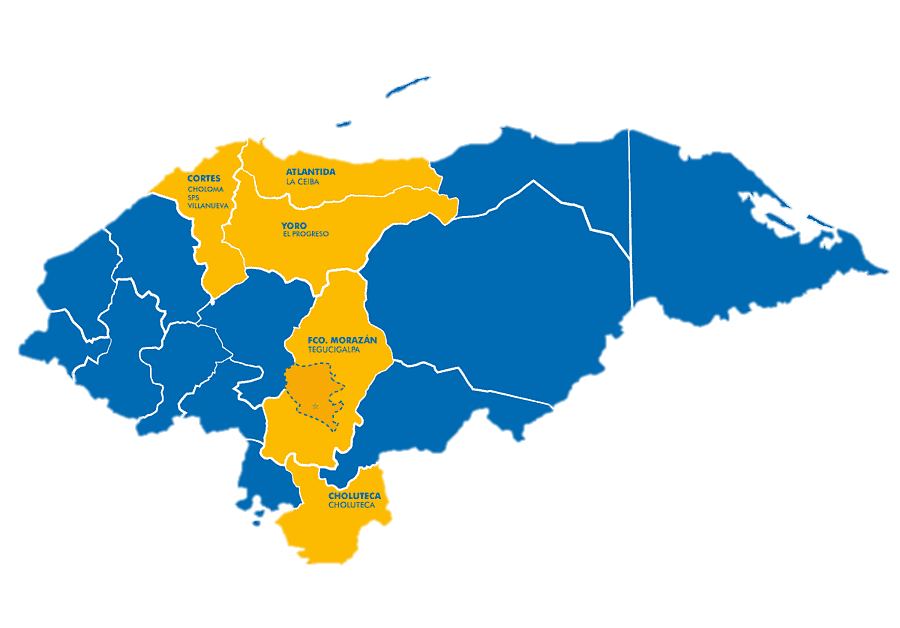 CORTES
CHOLOMA
SPS
VILLANUEVA
ATLANTIDA
LA CEIBA
YORO
EL PROGRESO
FCO. MORAZÁN
TEGUCIGALPA
CHOLUTECA
CHOLUTECA